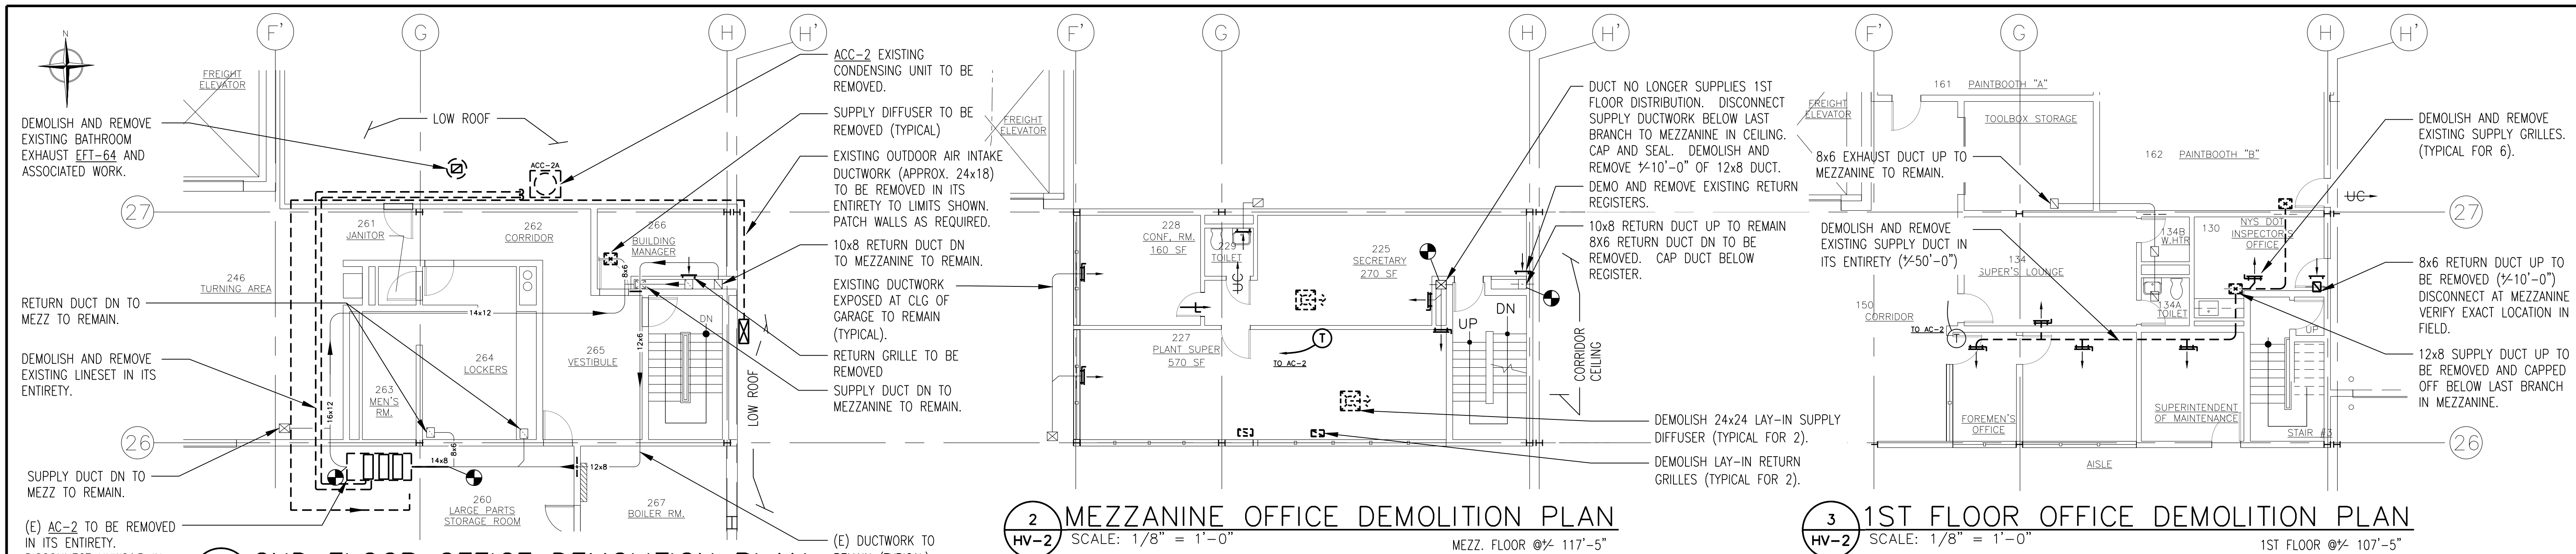 F'
G
H
H'
N
FREIGHT
ELEVATOR
DEMOLISH AND REMOVE
EXISTING BATHROOM
EXHAUST EFT-64 AND
ASSOCIATED WORK.
LOW ROOF
ACC-2A
ACC-2 EXISTING
CONDENSING UNIT TO BE
REMOVED.
SUPPLY DIFFUSER TO BE
REMOVED (TYPICAL)
EXISTING OUTDOOR AIR INTAKE
DUCTWORK (APPROX. 24x18)
TO BE REMOVED IN ITS
ENTIRETY TO LIMITS SHOWN.
PATCH WALLS AS REQUIRED.
10x8 RETURN DUCT DN
TO MEZZANINE TO REMAIN.
EXISTING DUCTWORK
EXPOSED AT CLG OF
GARAGE TO REMAIN
(TYPICAL).
RETURN GRILLE TO BE
REMOVED
SUPPLY DUCT DN TO
MEZZANINE TO REMAIN.
27
261
JANITOR
262
CORRIDOR
266
BUILDING
MANAGER
8x6
246
TURNING AREA
RETURN DUCT DN TO
MEZZ TO REMAIN.
14x12
DN
12x6
264
LOCKERS
265
VESTIBULE
DEMOLISH AND REMOVE
EXISTING LINESET IN ITS
ENTIRETY.
263
MEN'S
RM.
16x12
LOW ROOF
26
8x6
14x8
12x8
SUPPLY DUCT DN TO
MEZZ TO REMAIN.
260
LARGE PARTS
STORAGE ROOM
267
BOILER RM.
(E) AC-2 TO BE REMOVED
IN ITS ENTIRETY.
(E) DUCTWORK TO
2ND FLOOR OFFICE DEMOLITION PLAN
F'
G
H
H'
FREIGHT
ELEVATOR
DUCT NO LONGER SUPPLIES 1ST
FLOOR DISTRIBUTION. DISCONNECT
SUPPLY DUCTWORK BELOW LAST
BRANCH TO MEZZANINE IN CEILING.
CAP AND SEAL. DEMOLISH AND
REMOVE +/-10'-0" OF 12x8 DUCT.
DEMO AND REMOVE EXISTING RETURN
REGISTERS.
10x8 RETURN DUCT UP TO REMAIN
8X6 RETURN DUCT DN TO BE
REMOVED. CAP DUCT BELOW
REGISTER.
228
CONF. RM.
160 SF
229
TOILET
UC
L
225
SECRETARY
270 SF
UP
DN
227
PLANT SUPER
570 SF
T
TO AC-2
CORRIDOR
CEILING
DEMOLISH 24x24 LAY-IN SUPPLY
DIFFUSER (TYPICAL FOR 2).
DEMOLISH LAY-IN RETURN
GRILLES (TYPICAL FOR 2).
2
HV-2
MEZZANINE OFFICE DEMOLITION PLAN
SCALE: 1/8" = 1'-0"
MEZZ. FLOOR @+/- 117'-5"
F'
G
H
H'
FREIGHT
ELEVATOR
161 PAINTBOOTH "A"
TOOLBOX STORAGE
162 PAINTBOOTH "B"
8x6 EXHAUST DUCT UP TO
MEZZANINE TO REMAIN.
DEMOLISH AND REMOVE
EXISTING SUPPLY GRILLES.
(TYPICAL FOR 6).
UC
27
DEMOLISH AND REMOVE
EXISTING SUPPLY DUCT IN
ITS ENTIRETY (+/-50'-0")
134B
W.HTR
130
NYS DOT
INSPECTOR'S
OFFICE
134
SUPER'S LOUNGE
134A
TOILET
8x6 RETURN DUCT UP TO
BE REMOVED (+/-10'-0")
DISCONNECT AT MEZZANINE
VERIFY EXACT LOCATION IN
FIELD.
150
CORRIDOR
TO AC-2
T
UP
12x8 SUPPLY DUCT UP TO
BE REMOVED AND CAPPED
OFF BELOW LAST BRANCH
IN MEZZANINE.
FOREMEN'S
OFFICE
SUPERINTENDENT
OF MAINTENANCE
STAIR #3
26
AISLE
3
HV-2
1ST FLOOR OFFICE DEMOLITION PLAN
SCALE: 1/8" = 1'-0"
1ST FLOOR @+/- 107'-5"